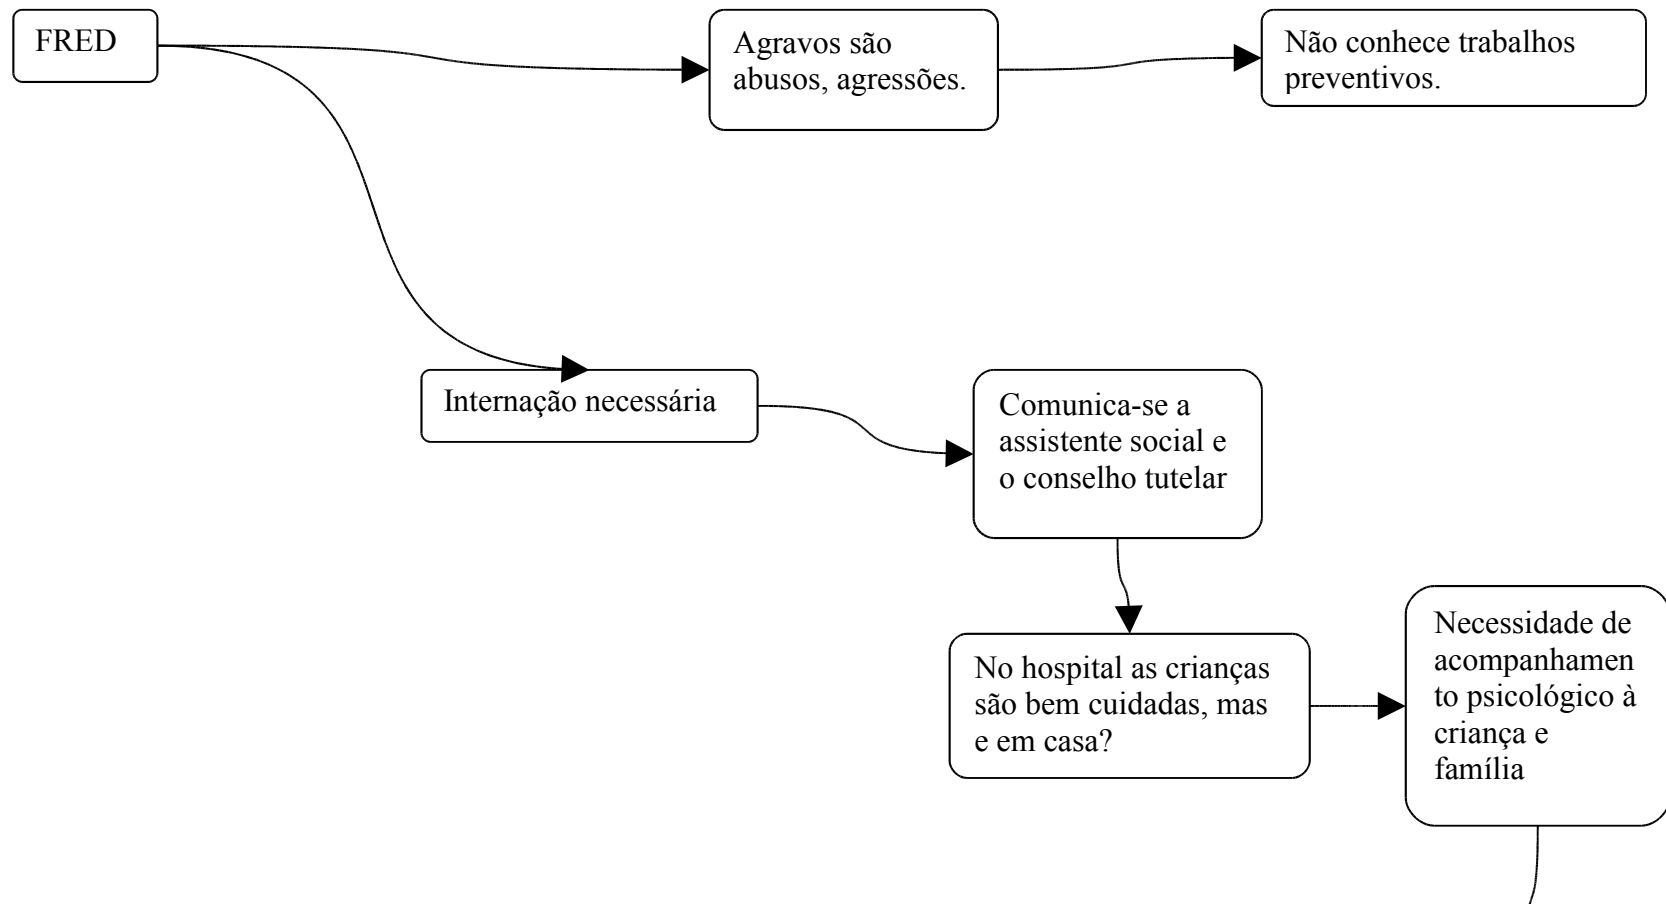 FRED
Agravos são
abusos, agressões.
Não conhece trabalhos
preventivos.
Internação necessária
Comunica-se a
assistente social e
o conselho tutelar
No hospital as crianças
são bem cuidadas, mas
e em casa?
Necessidade de
acompanhamen
to psicológico à
criança e
família